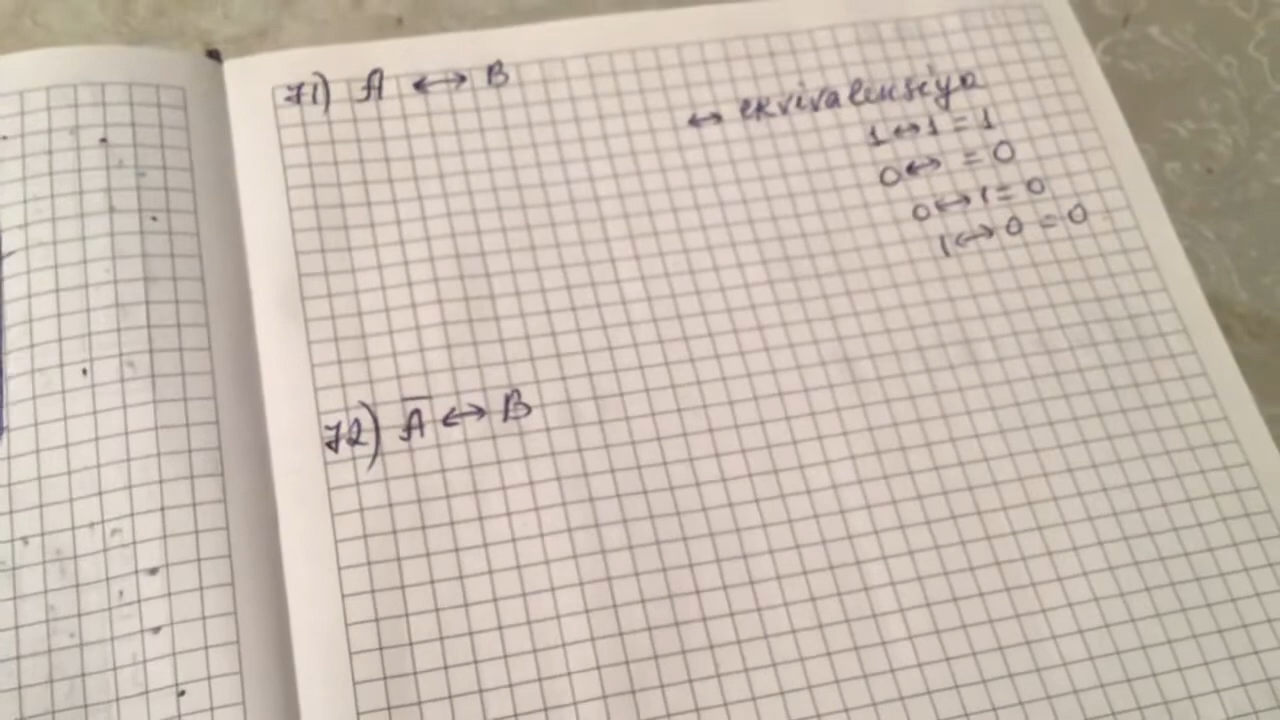 71) A ↔ B
↔ ekvivalensiya
1 ↔ 1 = 1
0 ↔ = 0
0 ↔ 1 = 0
1 ↔ 0 = 0
72) A̅ ↔ B